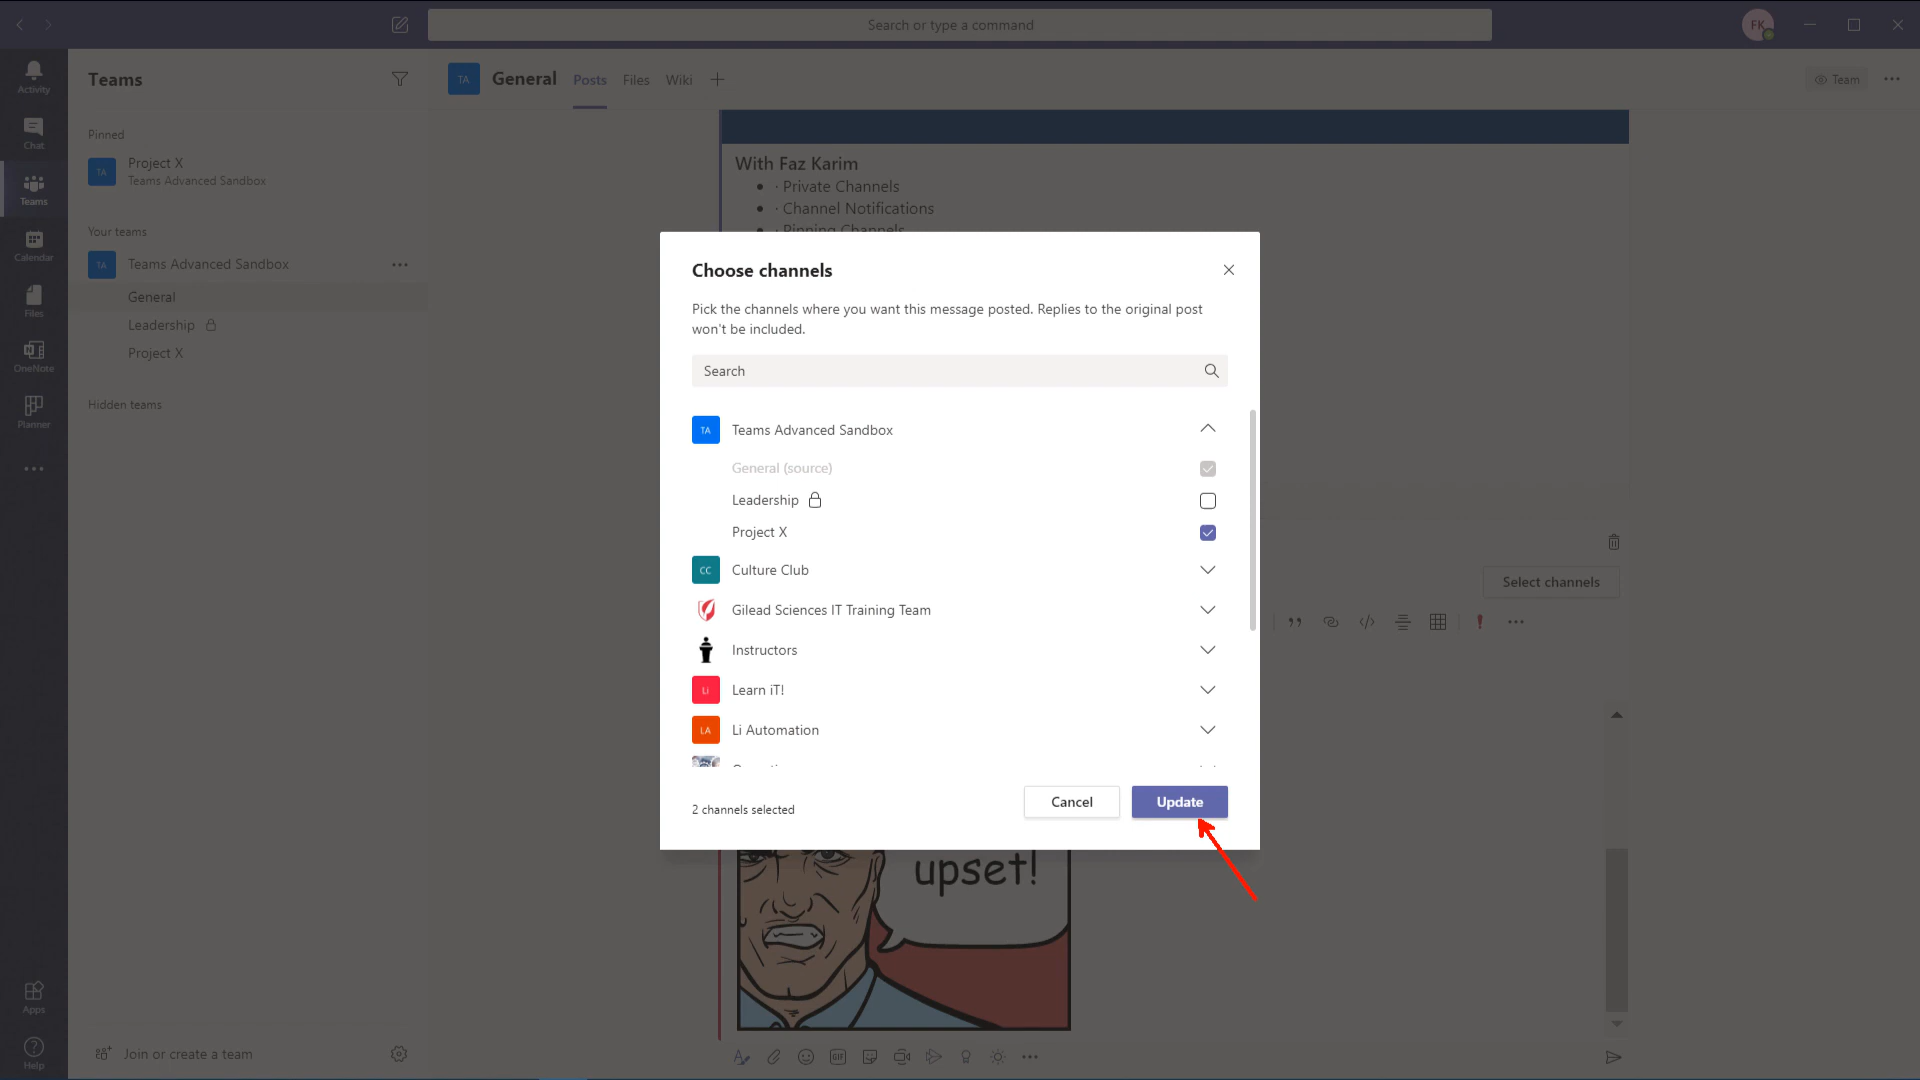 Search or type a command
FK
Activity
Chat
Teams
Calendar
Files
OneNote
Planner
Apps
Help
Teams
Pinned
TA
Project X
Teams Advanced Sandbox
Your teams
TA
Teams Advanced Sandbox
General
Leadership
Project X
Hidden teams
Join or create a team
TA
General
Posts
Files
Wiki
Team
With Faz Karim
· Private Channels
· Channel Notifications
· Pinning Channels
Select channels
Choose channels
Pick the channels where you want this message posted. Replies to the original post
won't be included.
Search
TA
Teams Advanced Sandbox
General (source)
Leadership
Project X
CC
Culture Club
Gilead Sciences IT Training Team
Instructors
Li
Learn iT!
LA
Li Automation
2 channels selected
Cancel
Update
upset!
GIF